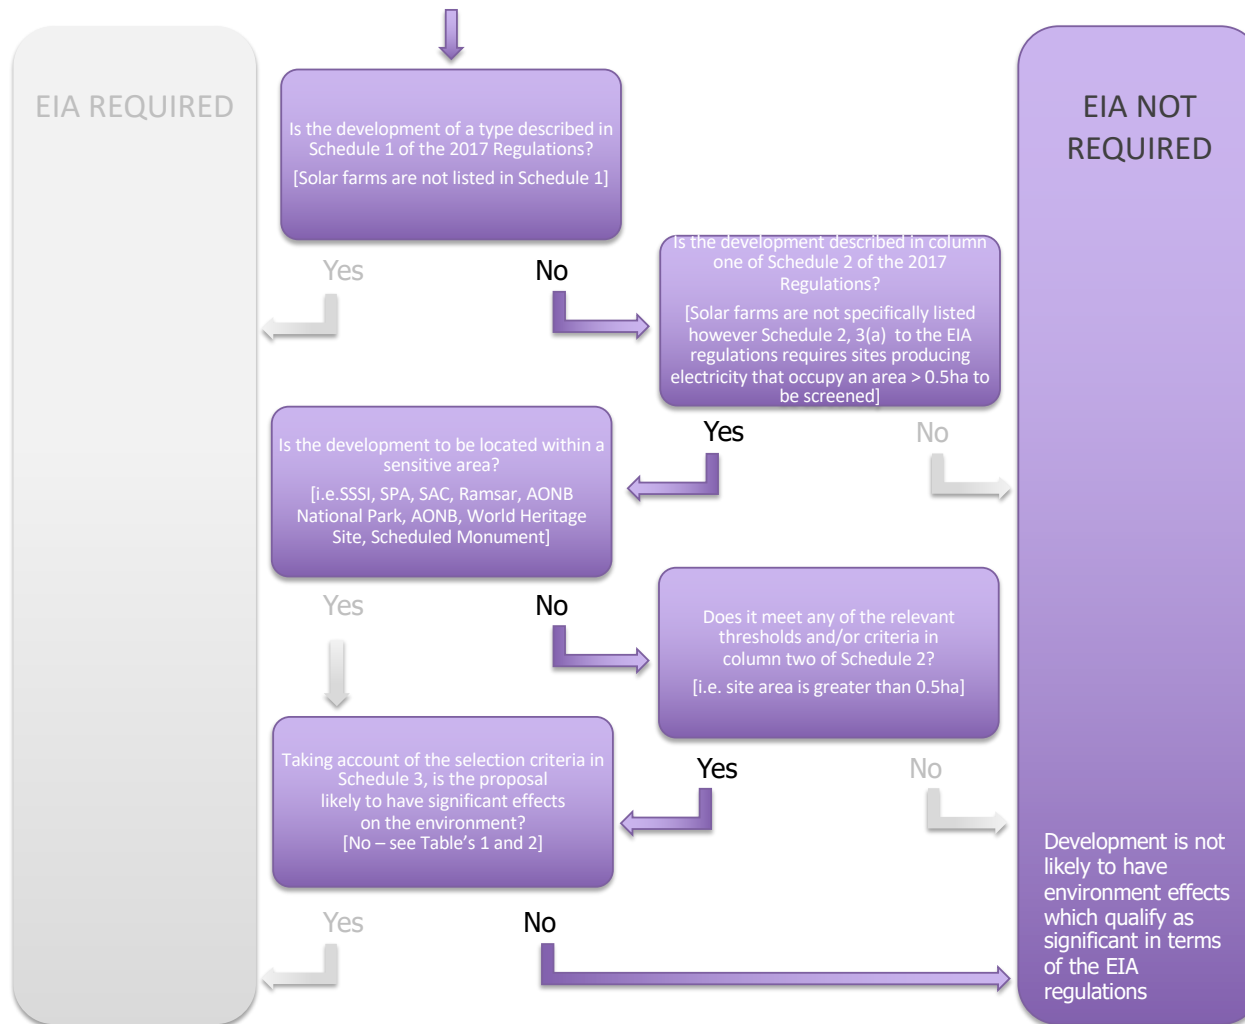 EIA REQUIRED
EIA NOT
REQUIRED
Is the development of a type described in
Schedule 1 of the 2017 Regulations?
[Solar farms are not listed in Schedule 1]
Yes
No
Is the development described in column
one of Schedule 2 of the 2017
Regulations?
[Solar farms are not specifically listed
however Schedule 2, 3(a) to the EIA
regulations requires sites producing
electricity that occupy an area > 0.5ha to
be screened]
Yes
No
Is the development to be located within a
sensitive area?
[i.e.SSSI, SPA, SAC, Ramsar, AONB
National Park, AONB, World Heritage
Site, Scheduled Monument]
Yes
No
Does it meet any of the relevant
thresholds and/or criteria in
column two of Schedule 2?
[i.e. site area is greater than 0.5ha]
Yes
No
Taking account of the selection criteria in
Schedule 3, is the proposal
likely to have significant effects
on the environment?
[No – see Table's 1 and 2]
Yes
No
Development is not
likely to have
environment effects
which qualify as
significant in terms
of the EIA
regulations